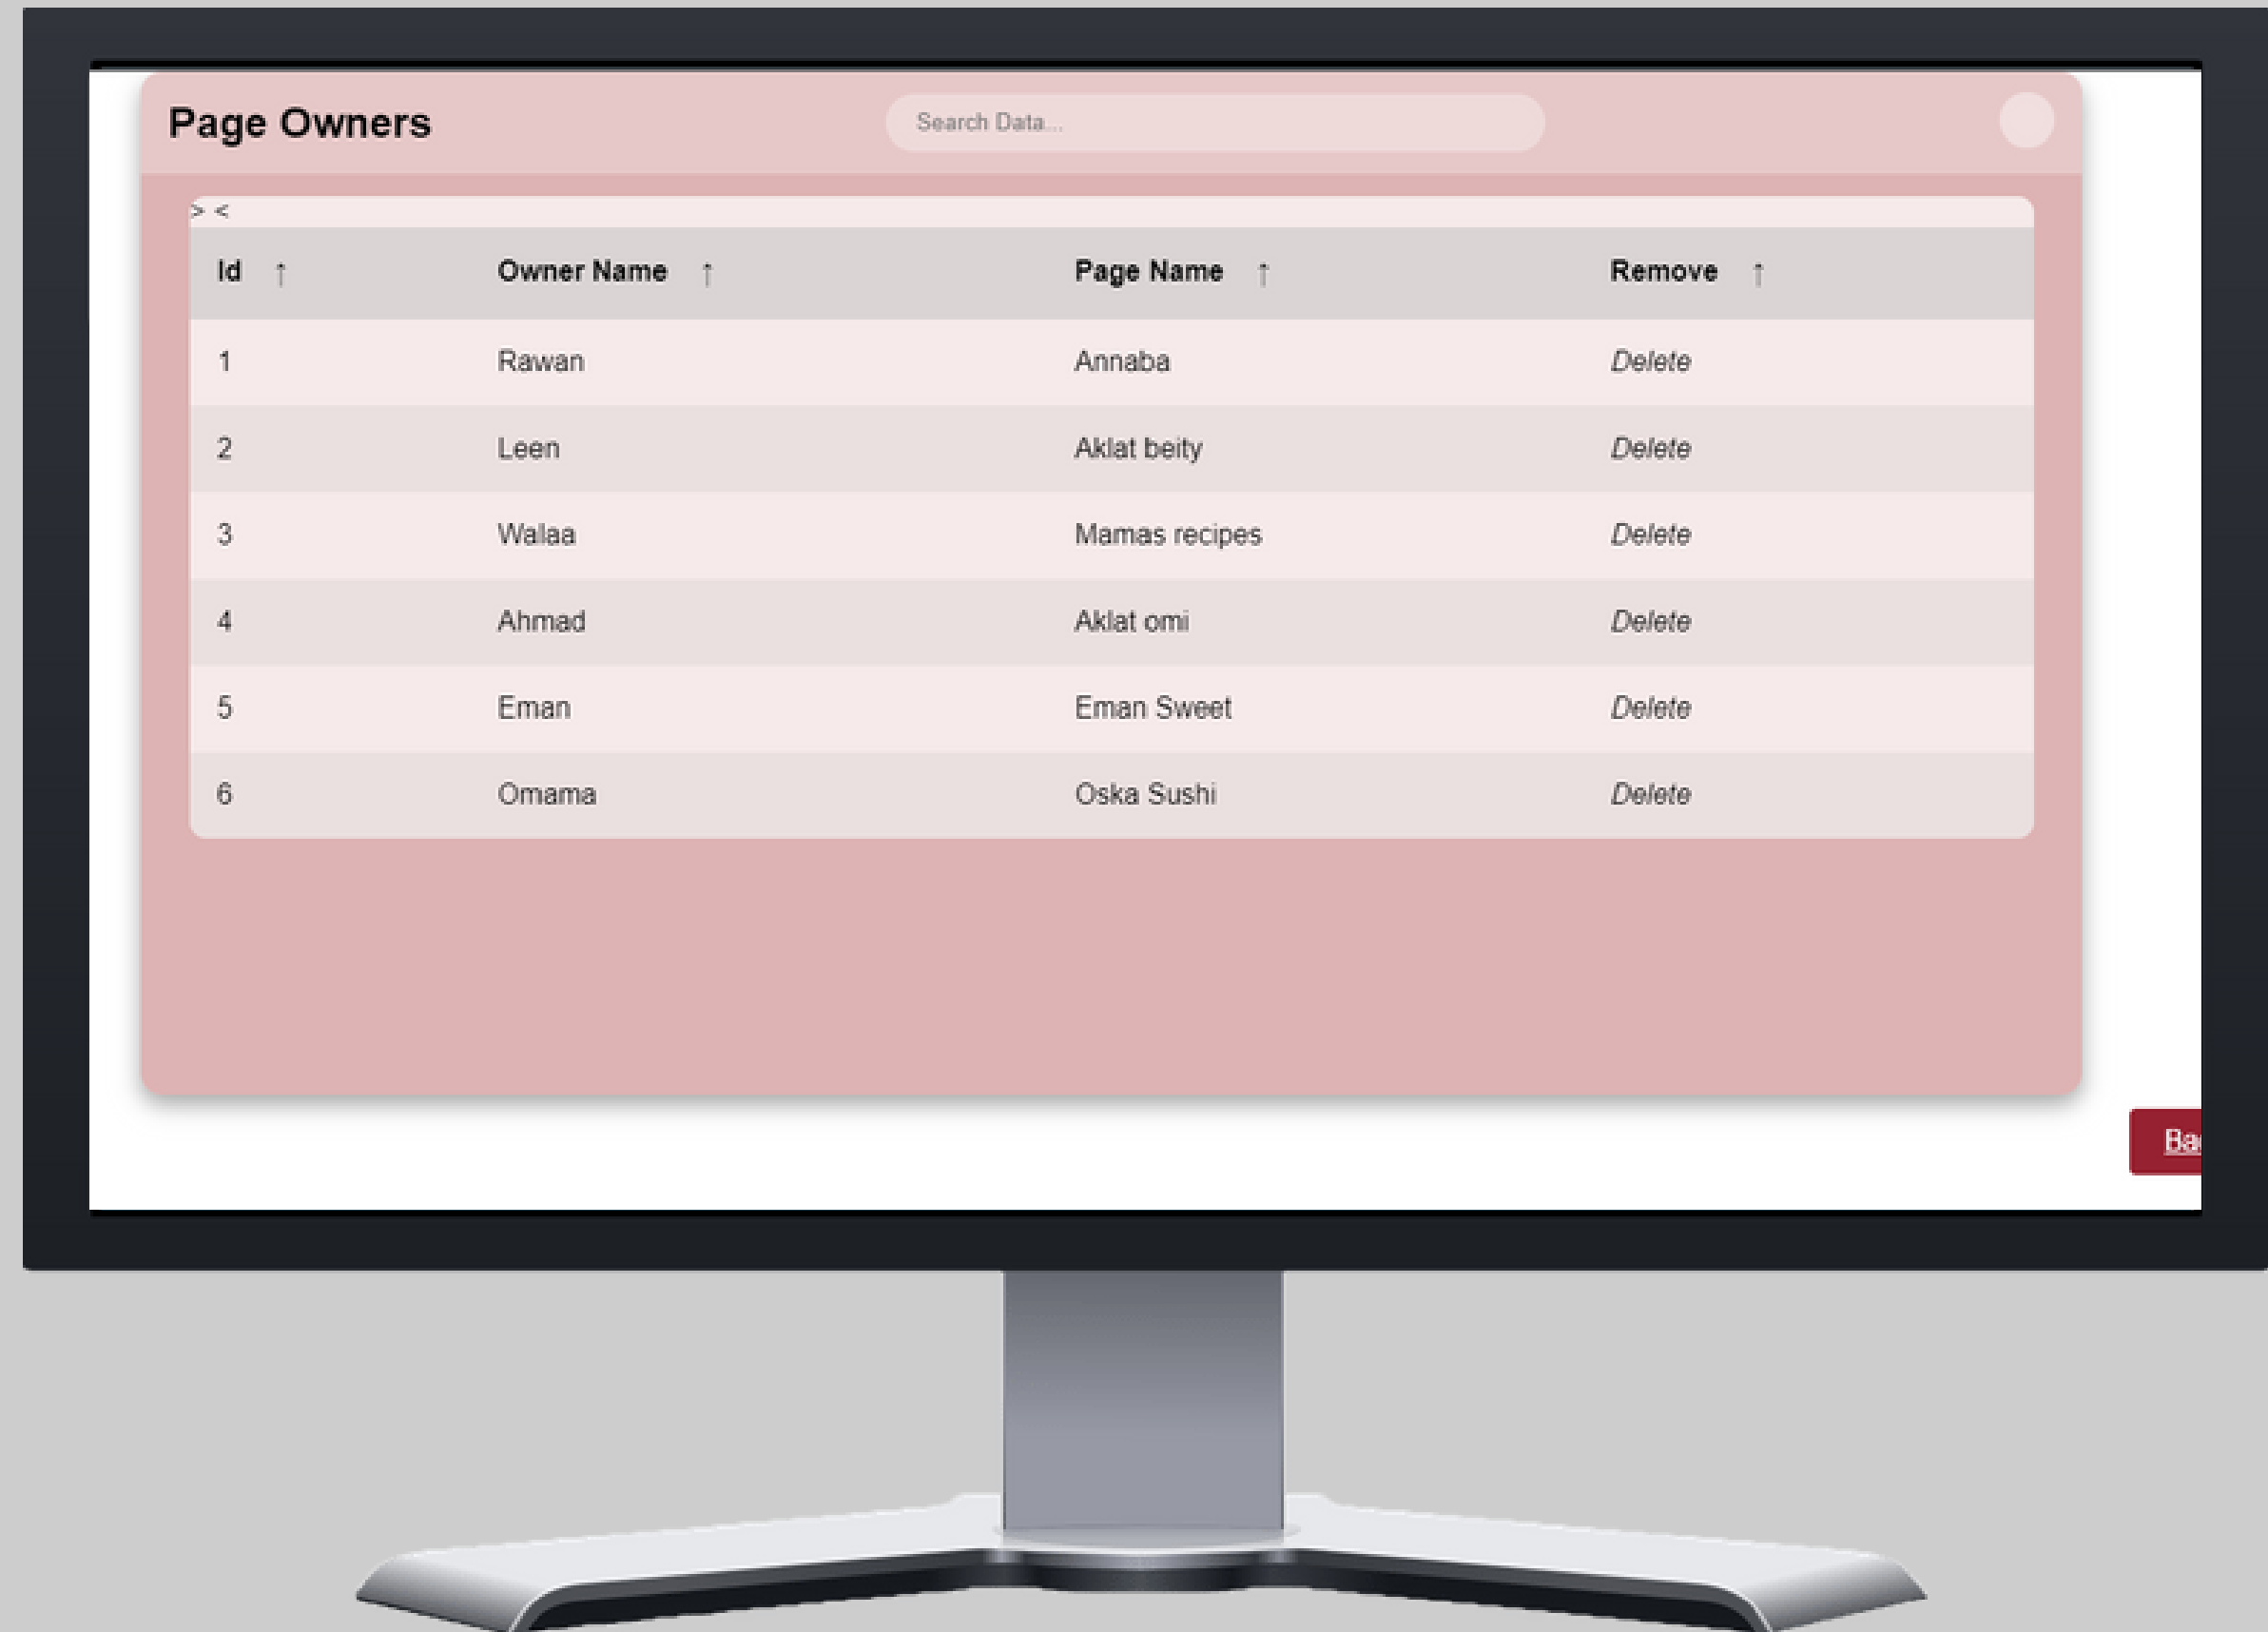 Page Owners Search Data...
> <
Id ↑ Owner Name ↑ Page Name ↑ Remove ↑
1 Rawan Annaba Delete
2 Leen Aklat beity Delete
3 Walaa Mamas recipes Delete
4 Ahmad Aklat omi Delete
5 Eman Eman Sweet Delete
6 Omama Oska Sushi Delete